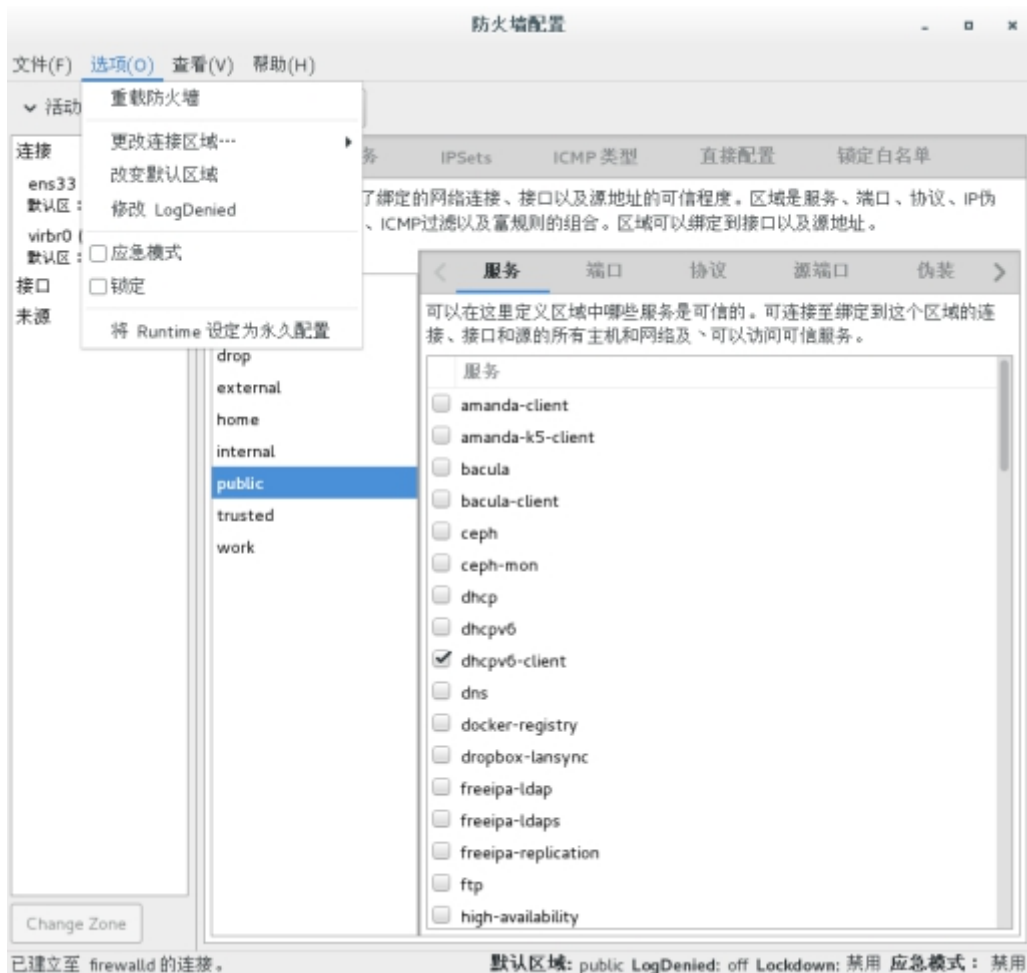 防火墙配置
文件(F) 选项(O) 查看(V) 帮助(H)
重载防火墙
更改连接区域…
改变默认区域
修改 LogDenied
应急模式
锁定
将 Runtime 设定为永久配置
活动
连接
ens33
默认区：
virbr0 (
默认区：
接口
来源
Change Zone
务 IPSets ICMP 类型 直接配置 锁定白名单
了绑定的网络连接、接口以及源地址的可信程度。区域是服务、端口、协议、IP伪
、ICMP过滤以及富规则的组合。区域可以绑定到接口以及源地址。
drop
external
home
internal
public
trusted
work
服务 端口 协议 源端口 伪装
可以在这里定义区域中哪些服务是可信的。可连接至绑定到这个区域的连
接、接口和源的所有主机和网络及丶可以访问可信服务。
服务
amanda-client
amanda-k5-client
bacula
bacula-client
ceph
ceph-mon
dhcp
dhcpv6
dhcpv6-client
dns
docker-registry
dropbox-lansync
freeipa-ldap
freeipa-ldaps
freeipa-replication
ftp
high-availability
已建立至 firewalld 的连接。
默认区域: public LogDenied: off Lockdown: 禁用 应急模式： 禁用